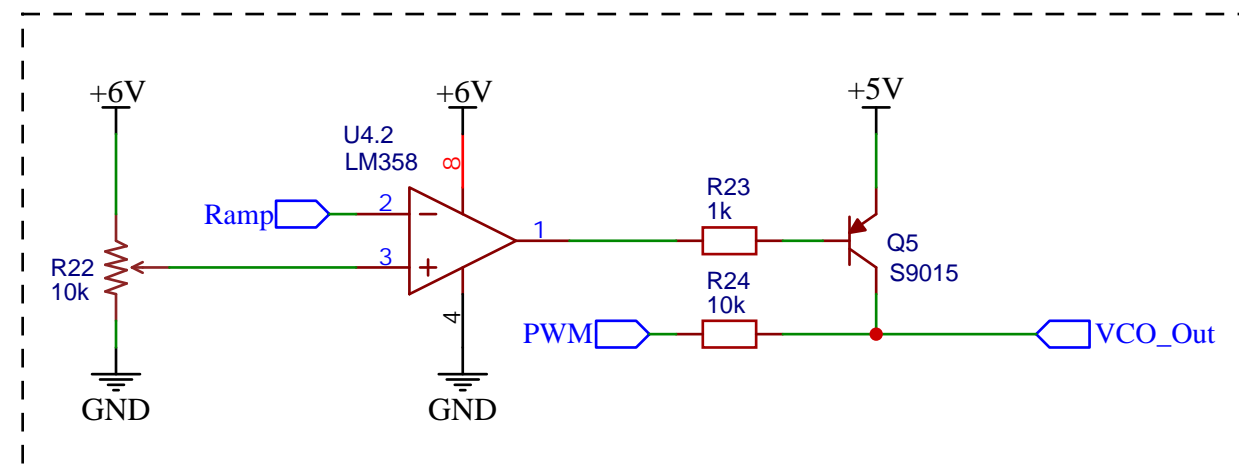 +6V
+6V
+5V
U4.2
LM358
8
R23
1k
Ramp
2
1
Q5
S9015
R22
10k
3
R24
10k
4
PWM
VCO_Out
GND
GND